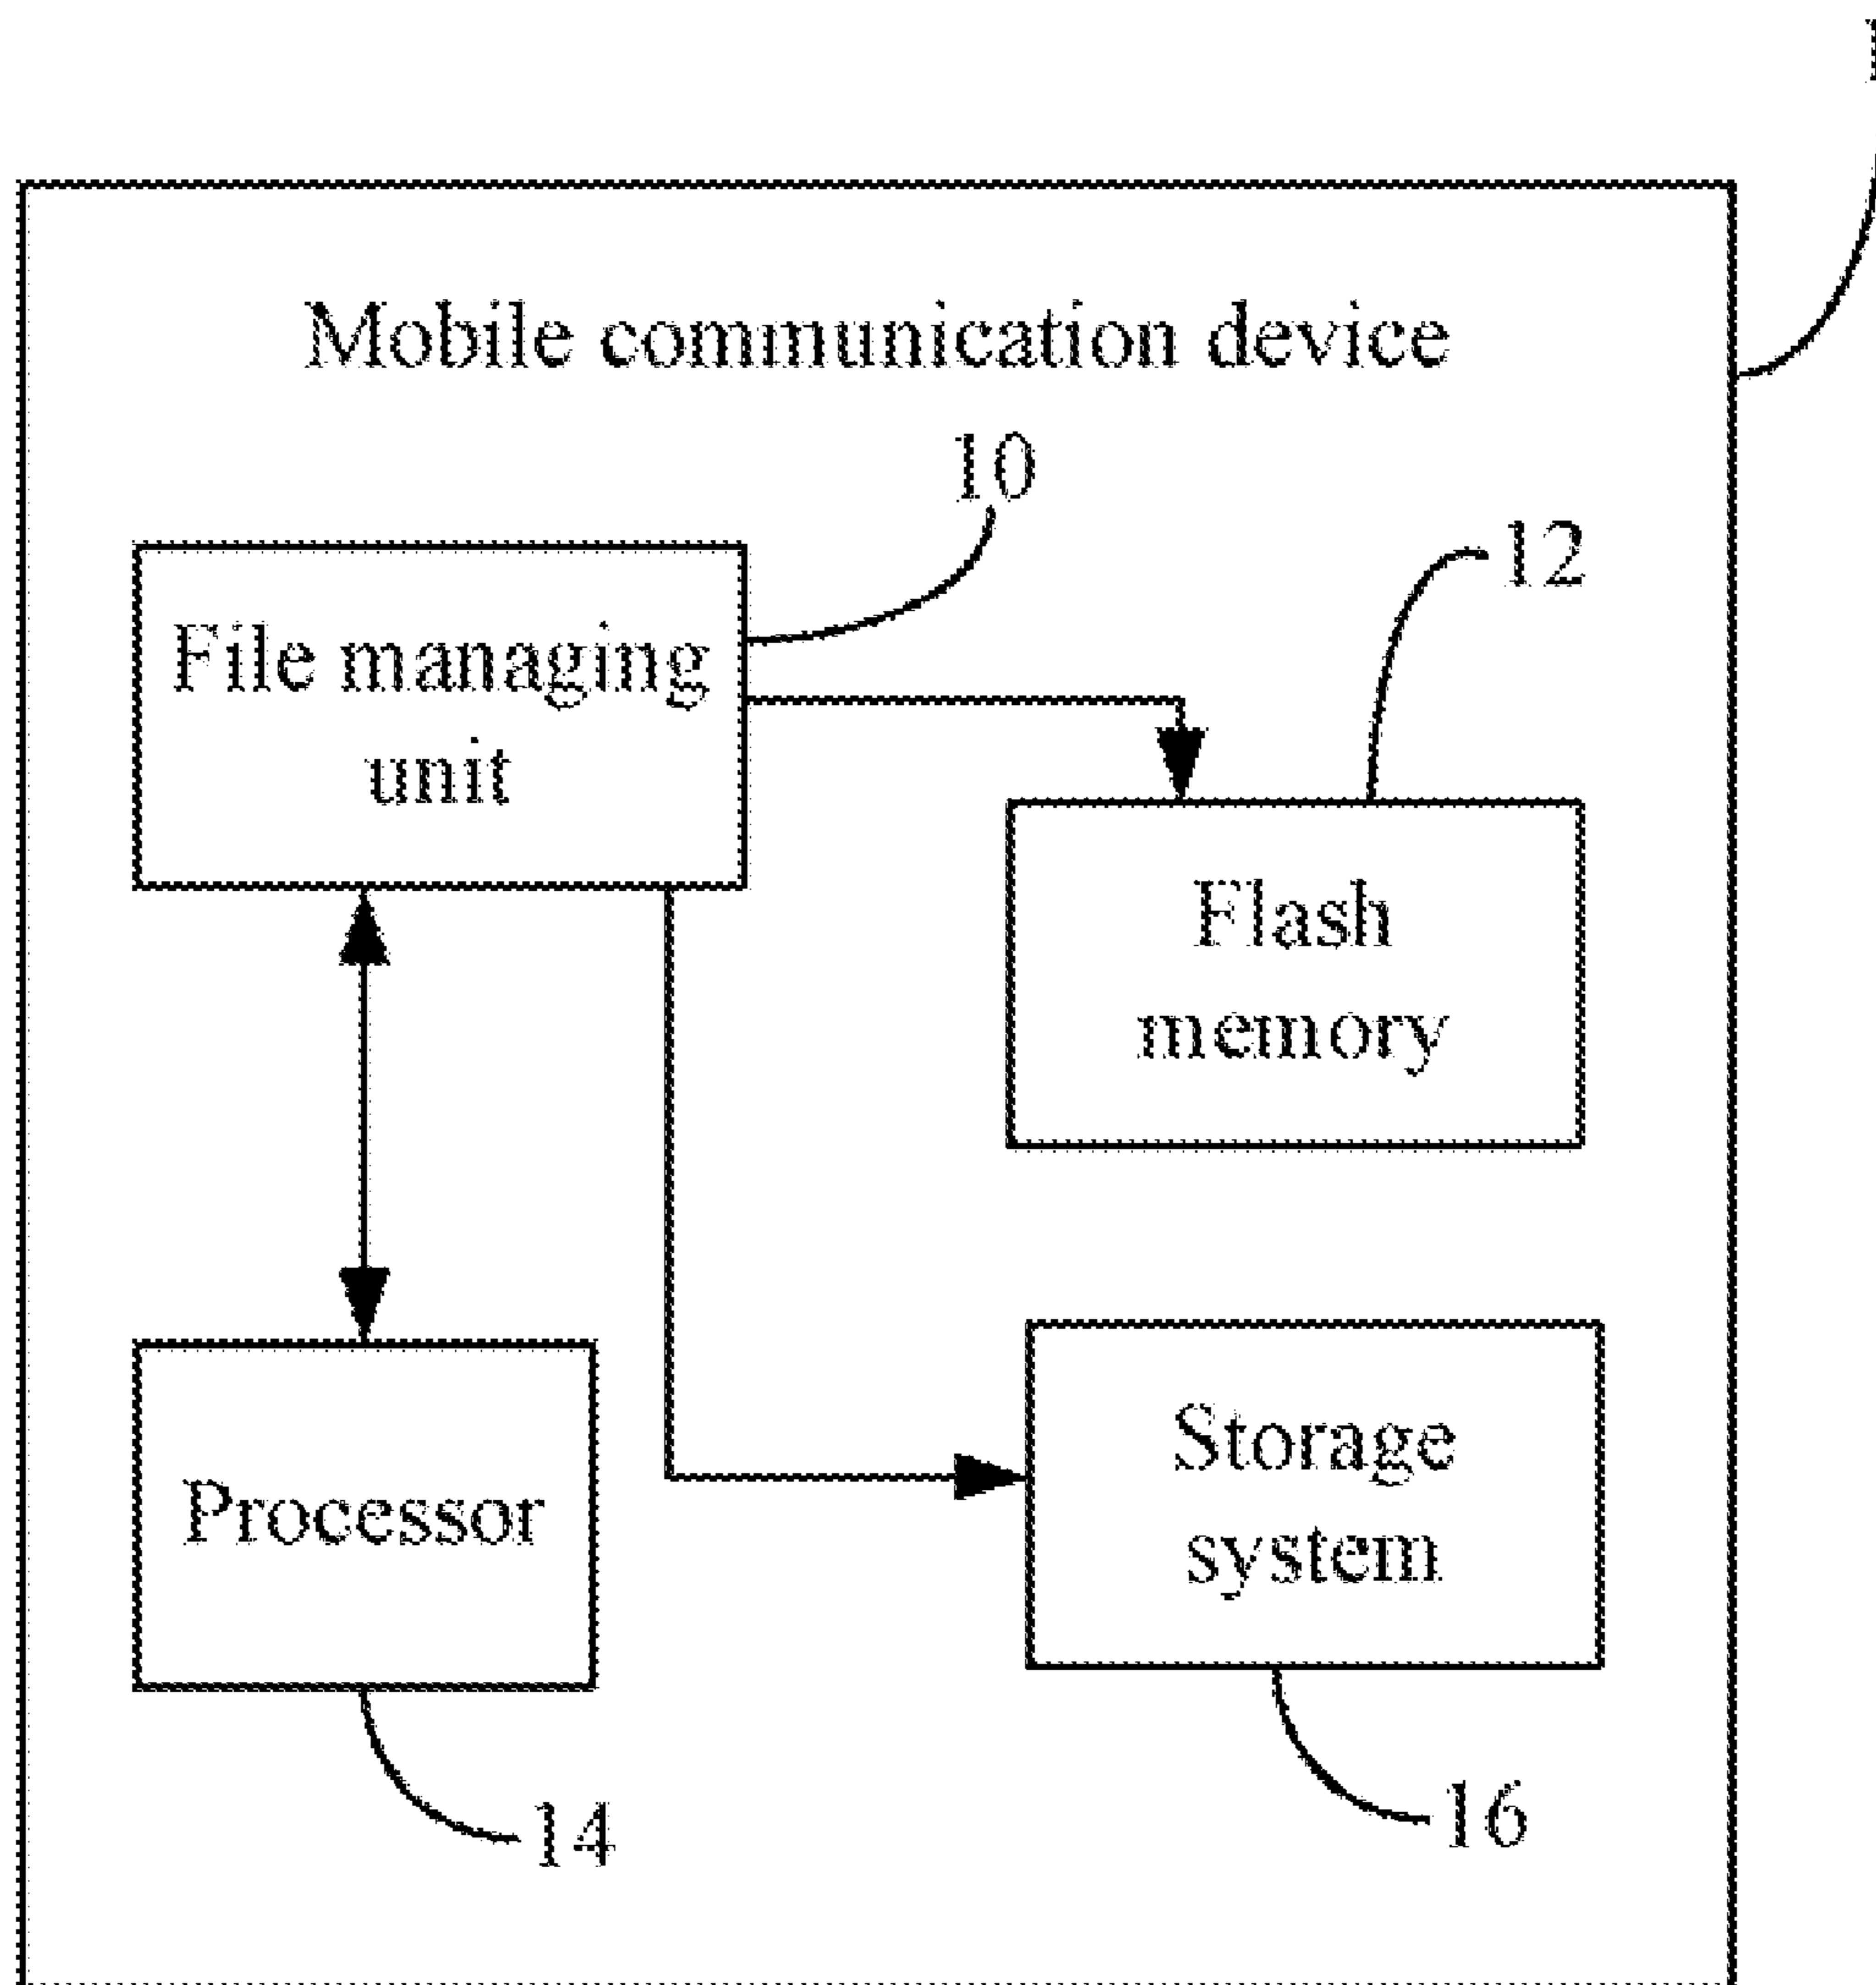 Mobile communication device
10
12
File managing
unit
Flash
memory
Storage
system
Processor
14
16